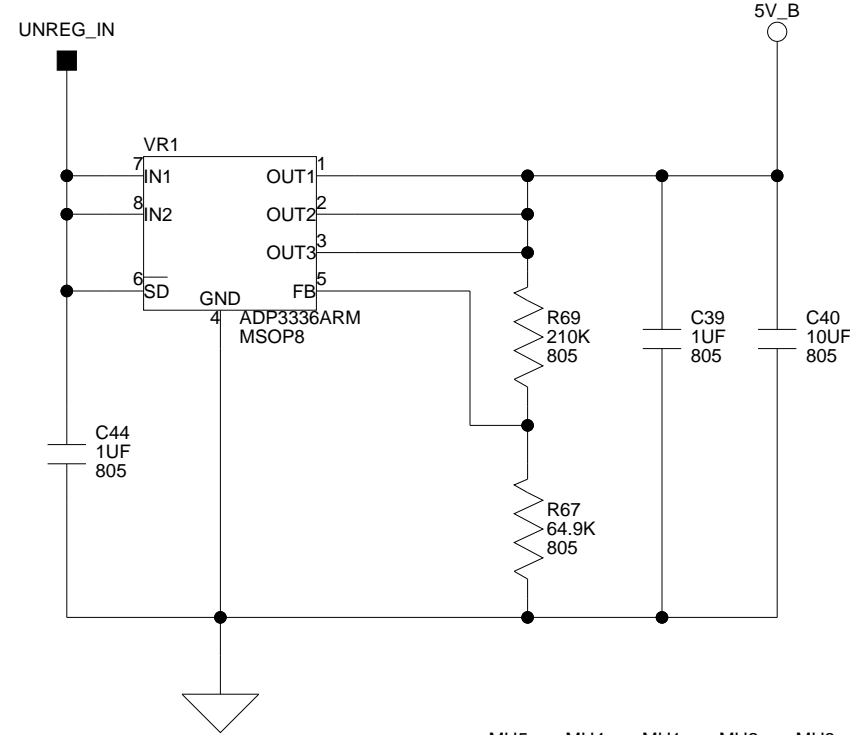 5V_B
UNREG_IN
VR1
7
IN1
OUT1
1
8
IN2
OUT2
2
OUT3
3
6
SD
GND
FB
5
4
ADP3336ARM
MSOP8
R69
210K
805
C39
1UF
805
C40
10UF
805
C44
1UF
805
R67
64.9K
805